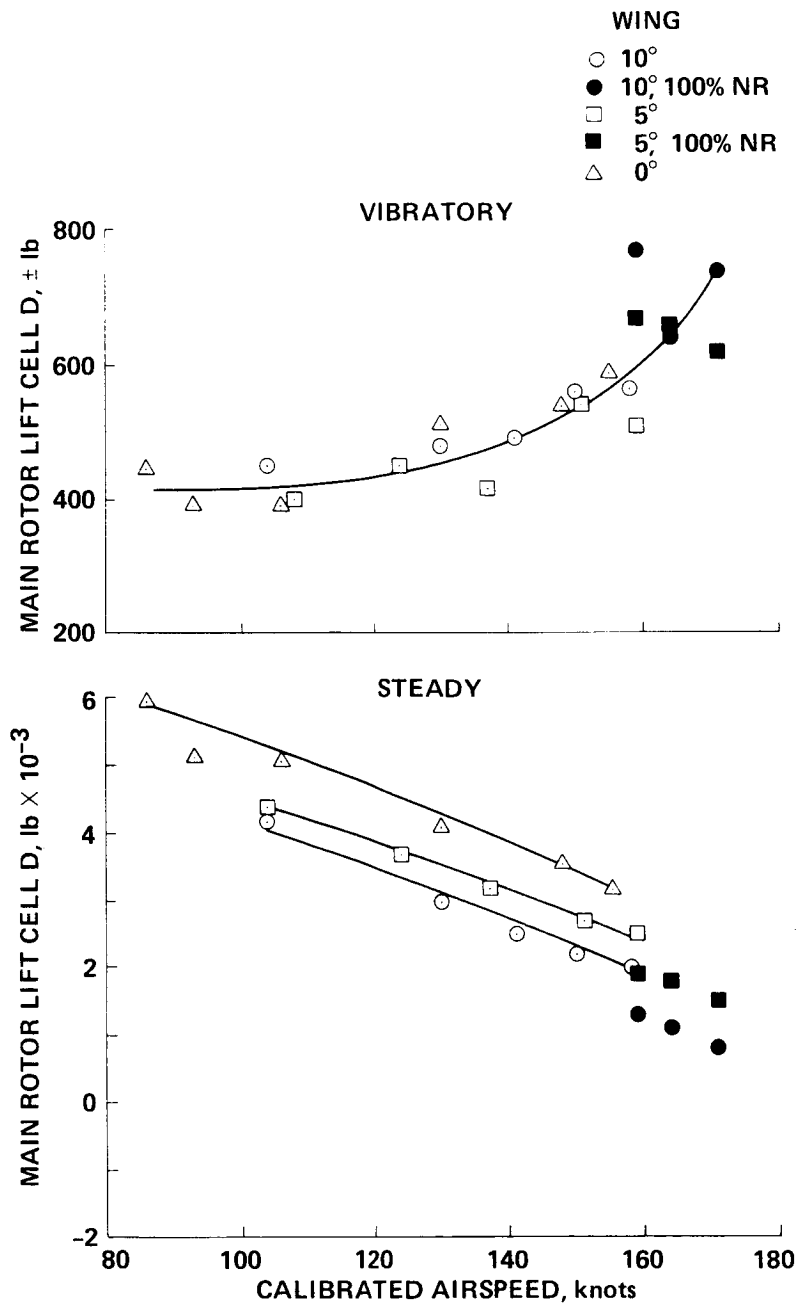 WING
10°
10°, 100% NR
5°
5°, 100% NR
0°
VIBRATORY
MAIN ROTOR LIFT CELL D, ± lb
800
600
400
200
STEADY
MAIN ROTOR LIFT CELL D, lb × 10⁻³
6
4
2
0
-2
80
100
120
140
160
180
CALIBRATED AIRSPEED, knots